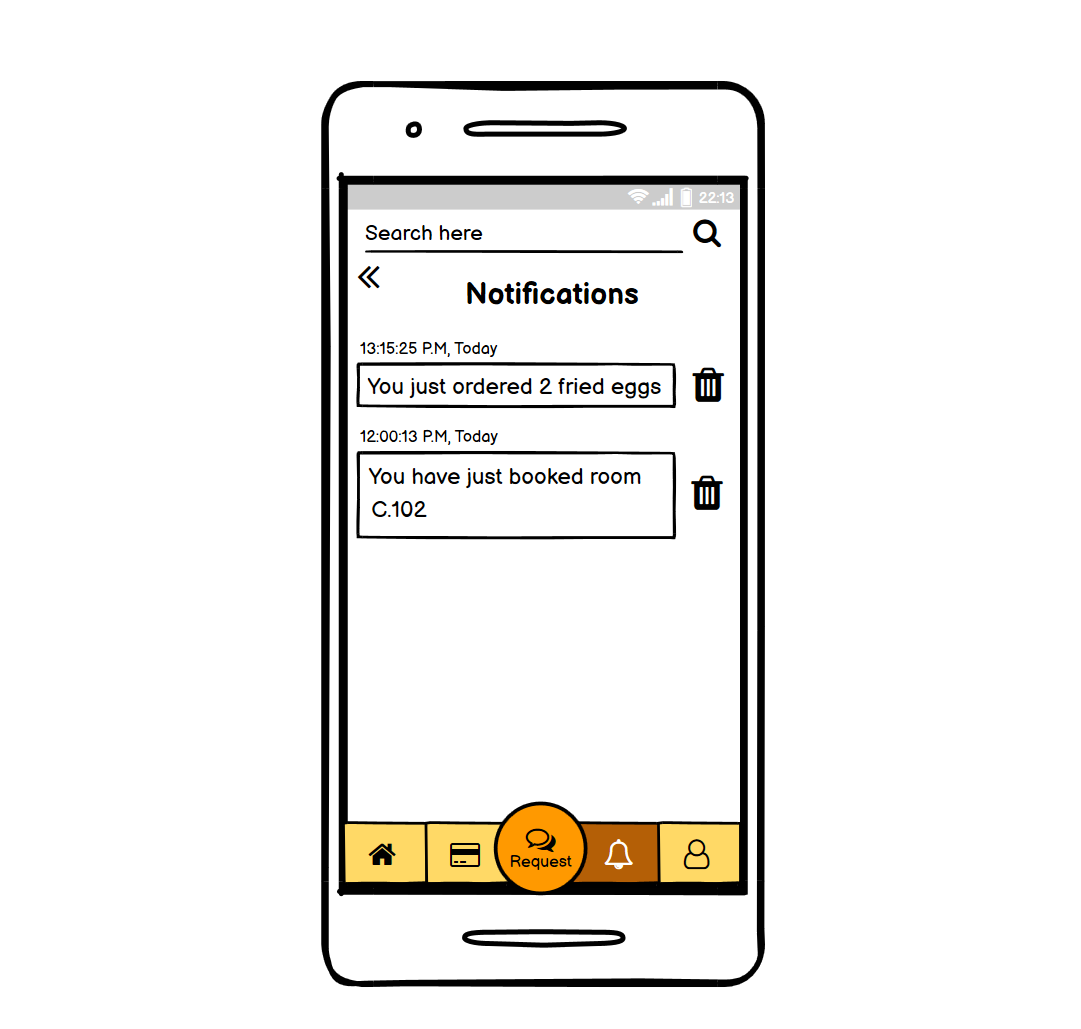 22:13
Search here
Notifications
13:15:25 P.M, Today
You just ordered 2 fried eggs
12:00:13 P.M, Today
You have just booked room
C.102
Request